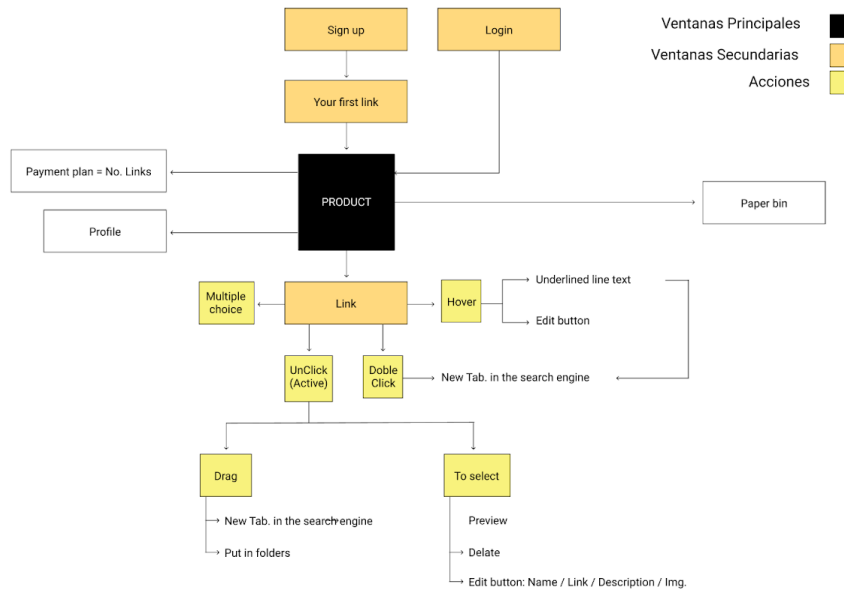 Sign up
Login
Ventanas Principales
Ventanas Secundarias
Acciones
Your first link
Payment plan = No. Links
PRODUCT
Paper bin
Profile
Multiple
choice
Link
Hover
Underlined line text
Edit button
UnClick
(Active)
Doble
Click
New Tab. in the search engine
Drag
To select
New Tab. in the search engine
Put in folders
Preview
Delate
Edit button: Name / Link / Description / Img.